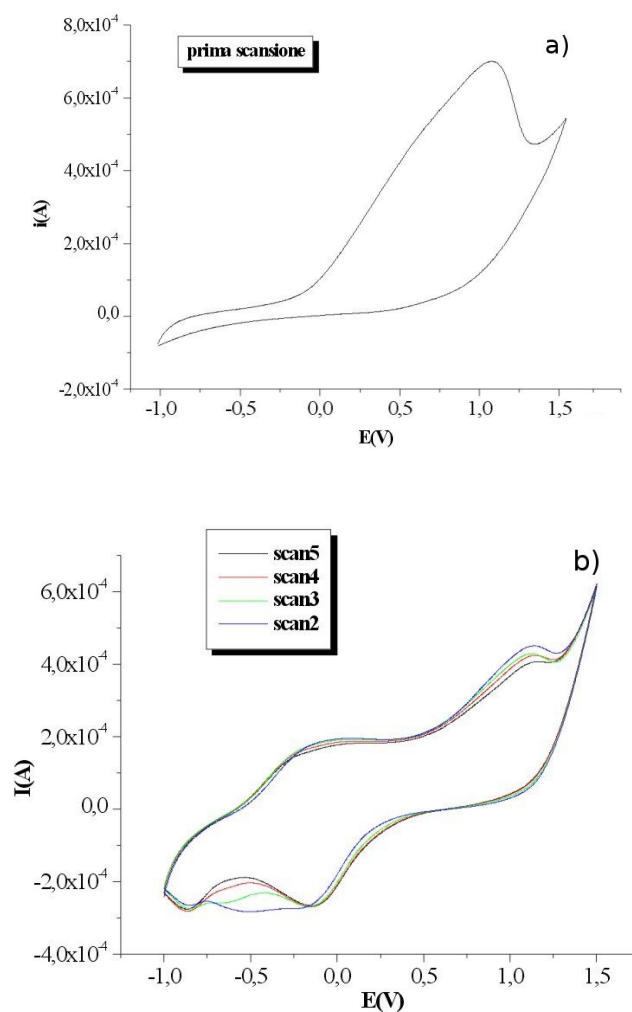 8,0x10⁻⁴
prima scansione
a)
6,0x10⁻⁴
4,0x10⁻⁴
i(A)
2,0x10⁻⁴
0,0
-2,0x10⁻⁴
-1,0 -0,5 0,0 0,5 1,0 1,5
E(V)
scan5
scan4
scan3
scan2
b)
6,0x10⁻⁴
4,0x10⁻⁴
2,0x10⁻⁴
I(A)
0,0
-2,0x10⁻⁴
-4,0x10⁻⁴
-1,0 -0,5 0,0 0,5 1,0 1,5
E(V)